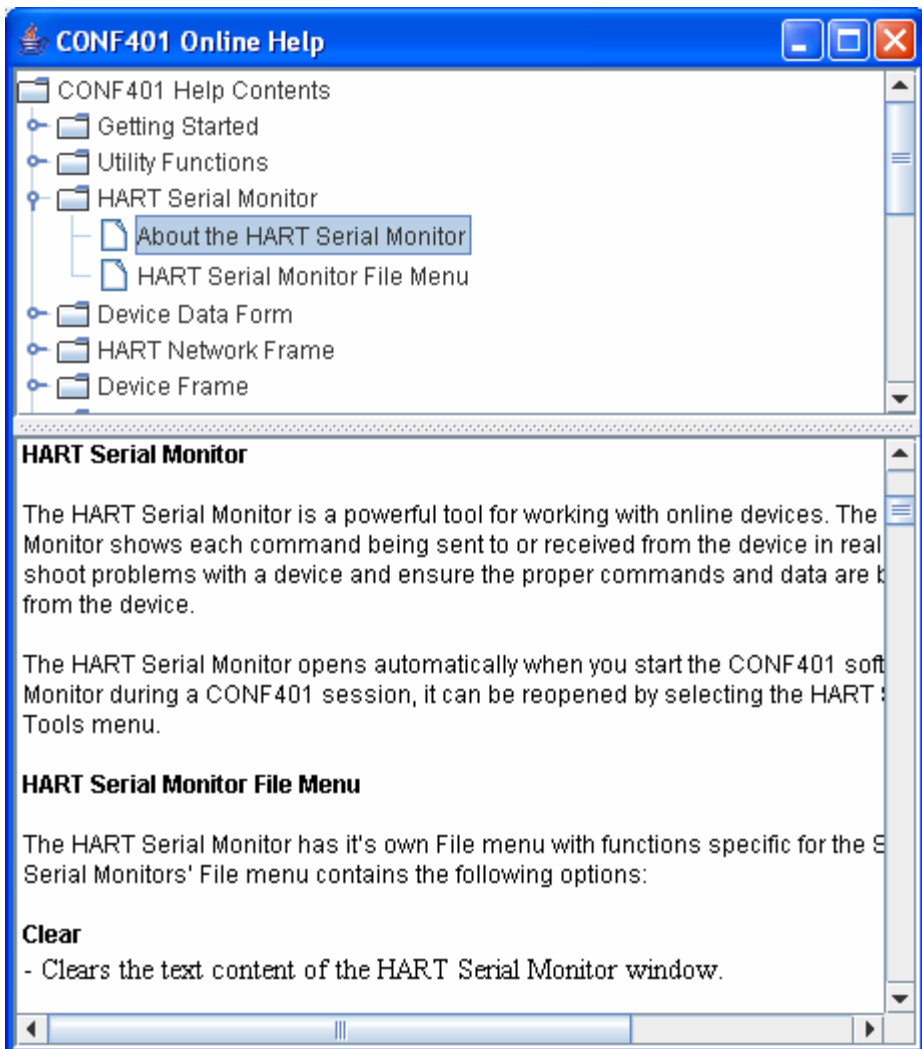 CONF401 Online Help
CONF401 Help Contents
Getting Started
Utility Functions
HART Serial Monitor
About the HART Serial Monitor
HART Serial Monitor File Menu
Device Data Form
HART Network Frame
Device Frame
HART Serial Monitor
The HART Serial Monitor is a powerful tool for working with online devices. The
Monitor shows each command being sent to or received from the device in real
shoot problems with a device and ensure the proper commands and data are
from the device.
The HART Serial Monitor opens automatically when you start the CONF401 soft
Monitor during a CONF401 session, it can be reopened by selecting the HART
Tools menu.
HART Serial Monitor File Menu
The HART Serial Monitor has it's own File menu with functions specific for the
Serial Monitors' File menu contains the following options:
Clear
- Clears the text content of the HART Serial Monitor window.